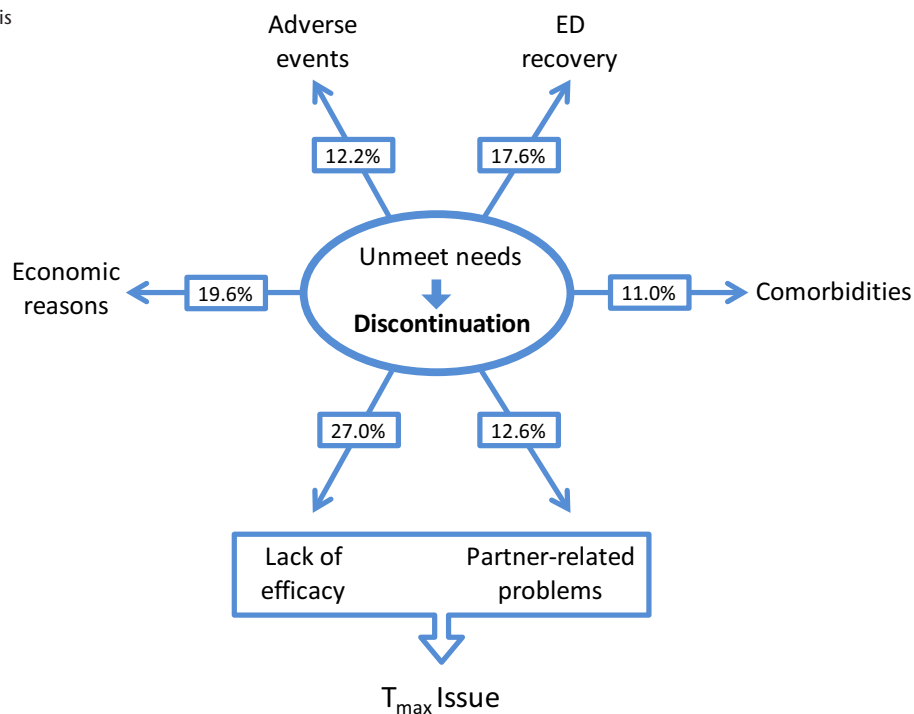 is
Adverse
events
ED
recovery
12.2%
17.6%
Unmeet needs
Discontinuation
Economic
reasons
19.6%
11.0%
Comorbidities
27.0%
12.6%
Lack of
efficacy
Partner-related
problems
Tmax Issue